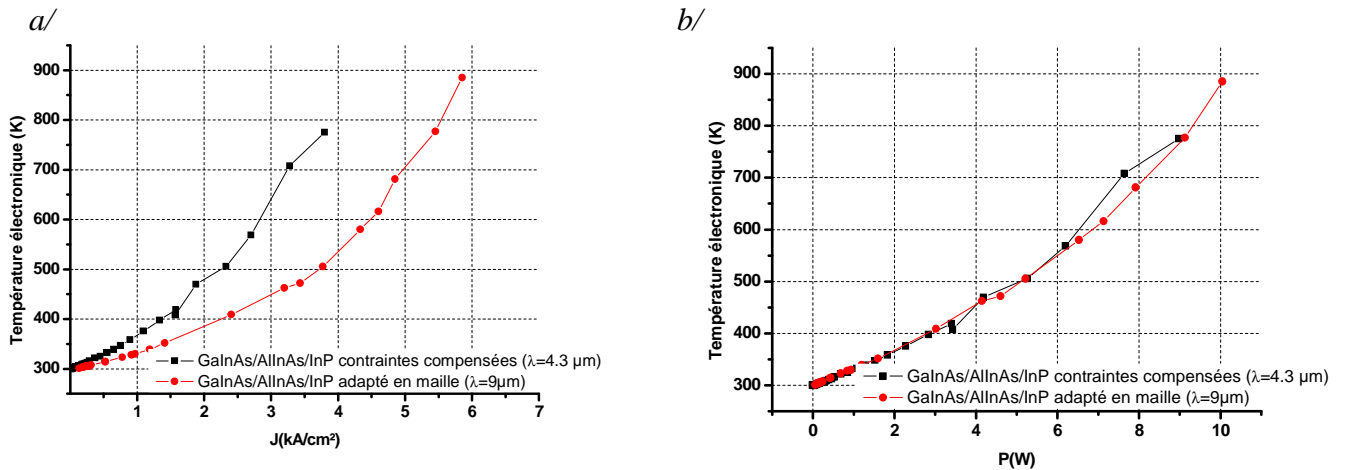 a/
Température électronique (K)
900
800
700
600
500
400
300
GaInAs/AlInAs/InP contraintes compensées (λ=4.3 µm)
GaInAs/AlInAs/InP adapté en maille (λ=9µm)
1 2 3 4 5 6 7
J(kA/cm²)
b/
Température électronique (K)
900
800
700
600
500
400
300
GaInAs/AlInAs/InP contraintes compensées (λ=4.3 µm)
GaInAs/AlInAs/InP adapté en maille (λ=9µm)
0 2 4 6 8 10
P(W)